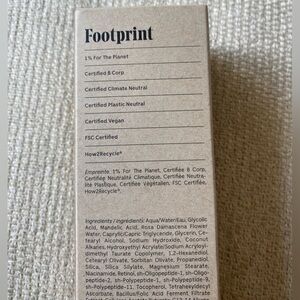 Footprint
1% For The Planet
Certified B Corp
Certified Climate Neutral
Certified Plastic Neutral
Certified Vegan
FSC Certified
How2Recycle®
Empreinte: 1% For The Planet, Certifiée B Corp,
Certifiée Neutralité Climatique, Certifiée Neutra-
lité Plastique, Certifiée Végétalien, FSC Certifiée,
How2Recycle®.
Ingredients / Ingrédients: Aqua/Water/Eau, Glycolic
Acid, Mandelic Acid, Rosa Damascena Flower
Water, Caprylic/Capric Triglyceride, Glycerin, Ce-
tearyl Alcohol, Sodium Hydroxide, Coconut
Alkanes, Hydroxyethyl Acrylate/Sodium Acryloyl-
dimethyl Taurate Copolymer, 1,2-Hexanediol,
Cetearyl Olivate, Sorbitan Olivate, Propanediol,
Silica, Silica Silylate, Magnesium Stearate,
Niacinamide, Retinol, sh-Oligopeptide-1, sh-Oligo-
peptide-2, sh-Polypeptide-1, sh-Polypeptide-9,
sh-Polypeptide-11, Tocopherol, Tetrahexyldecyl
Ascorbate, Bacillus/Folic Acid Ferment Filtrate